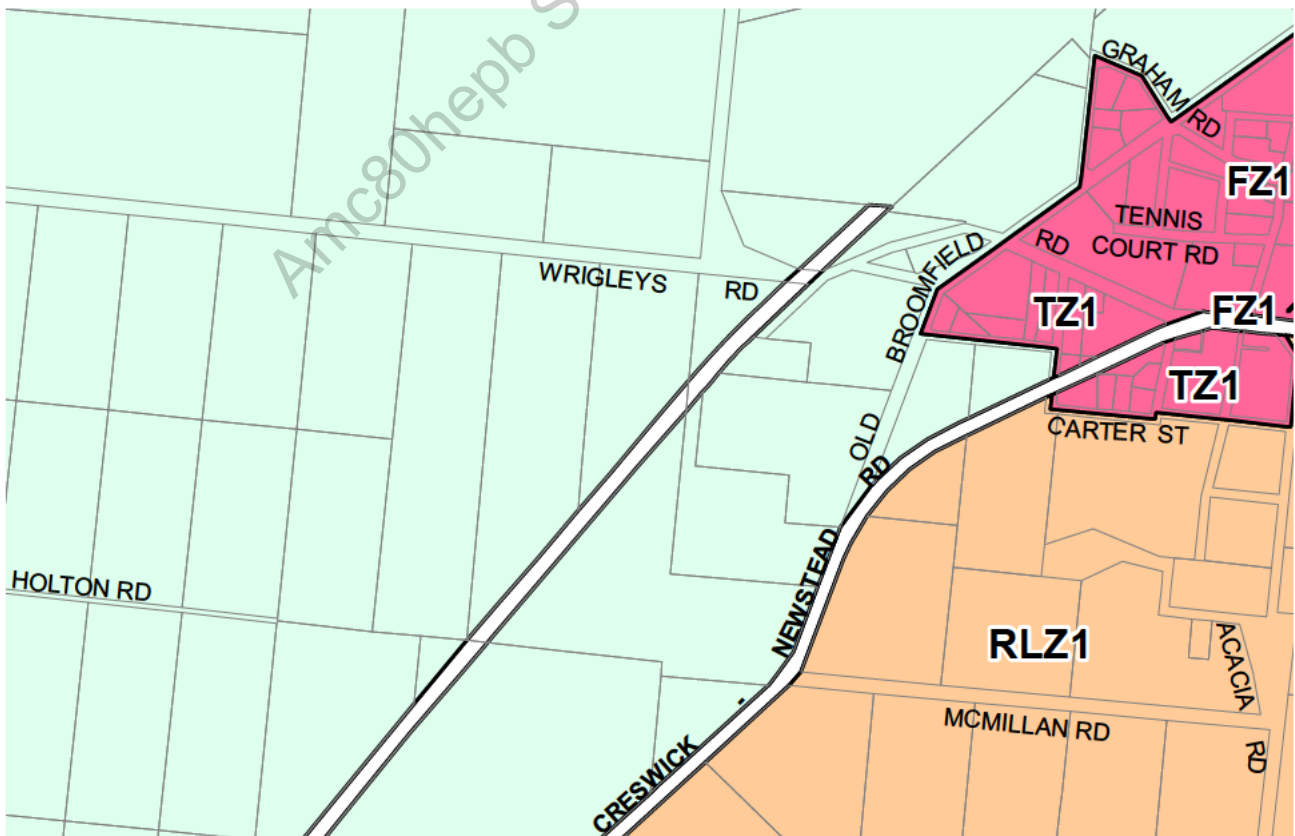 Amc80hepb S
GRAHAM RD
FZ1
TENNIS
COURT RD
RD
BROOMFIELD
OLD
WRIGLEYS RD
TZ1
FZ1
TZ1
CARTER ST
HOLTON RD
CRESWICK
NEWSTEAD
RD
RLZ1
ACACIA
RD
MCMILLAN RD